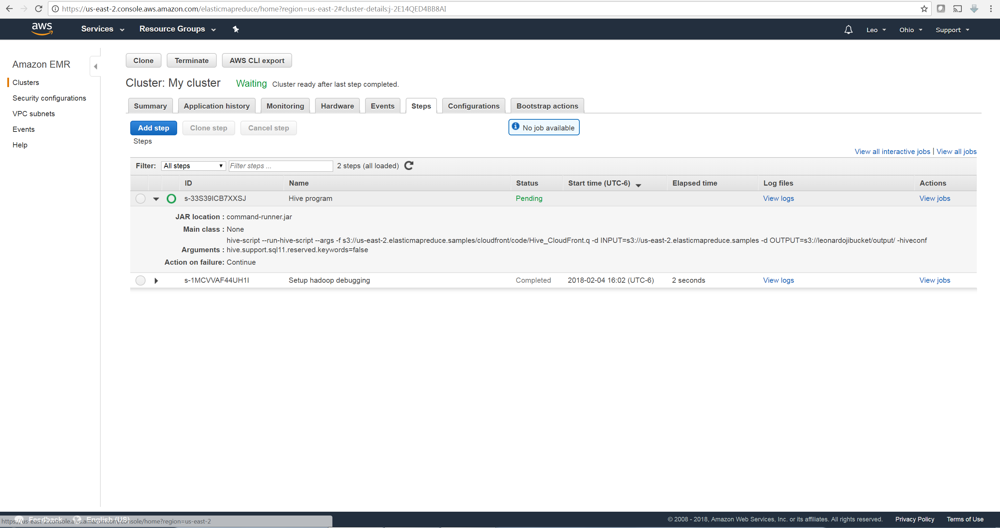 https://us-east-2.console.aws.amazon.com/elasticmapreduce/home?region=us-east-2#cluster-details:j-2E14QED4BB8AI
aws Services Resource Groups Leo Ohio Support
Amazon EMR
Clusters
Security configurations
VPC subnets
Events
Help
Clone Terminate AWS CLI export
Cluster: My cluster Waiting Cluster ready after last step completed.
Summary Application history Monitoring Hardware Events Steps Configurations Bootstrap actions
Add step Clone step Cancel step No job available
Steps
View all interactive jobs | View all jobs
Filter: All steps Filter steps ... 2 steps (all loaded)
ID Name Status Start time (UTC-6) Elapsed time Log files Actions
s-33S39ICB7XXSJ Hive program Pending View logs View jobs
JAR location : command-runner.jar
Main class : None
hive-script --run-hive-script --args -f s3://us-east-2.elasticmapreduce.samples/cloudfront/code/Hive_CloudFront.q -d INPUT=s3://us-east-2.elasticmapreduce.samples -d OUTPUT=s3://leonardojibucket/output/ -hiveconf
Arguments : hive.support.sql11.reserved.keywords=false
Action on failure: Continue
s-1MCVVAF44UH1I Setup hadoop debugging Completed 2018-02-04 16:02 (UTC-6) 2 seconds View logs View jobs
Feedback English (US)
https://us-east-2.console.aws.amazon.com/console/home?region=us-east-2
© 2008 - 2018, Amazon Web Services, Inc. or its affiliates. All rights reserved. Privacy Policy Terms of Use